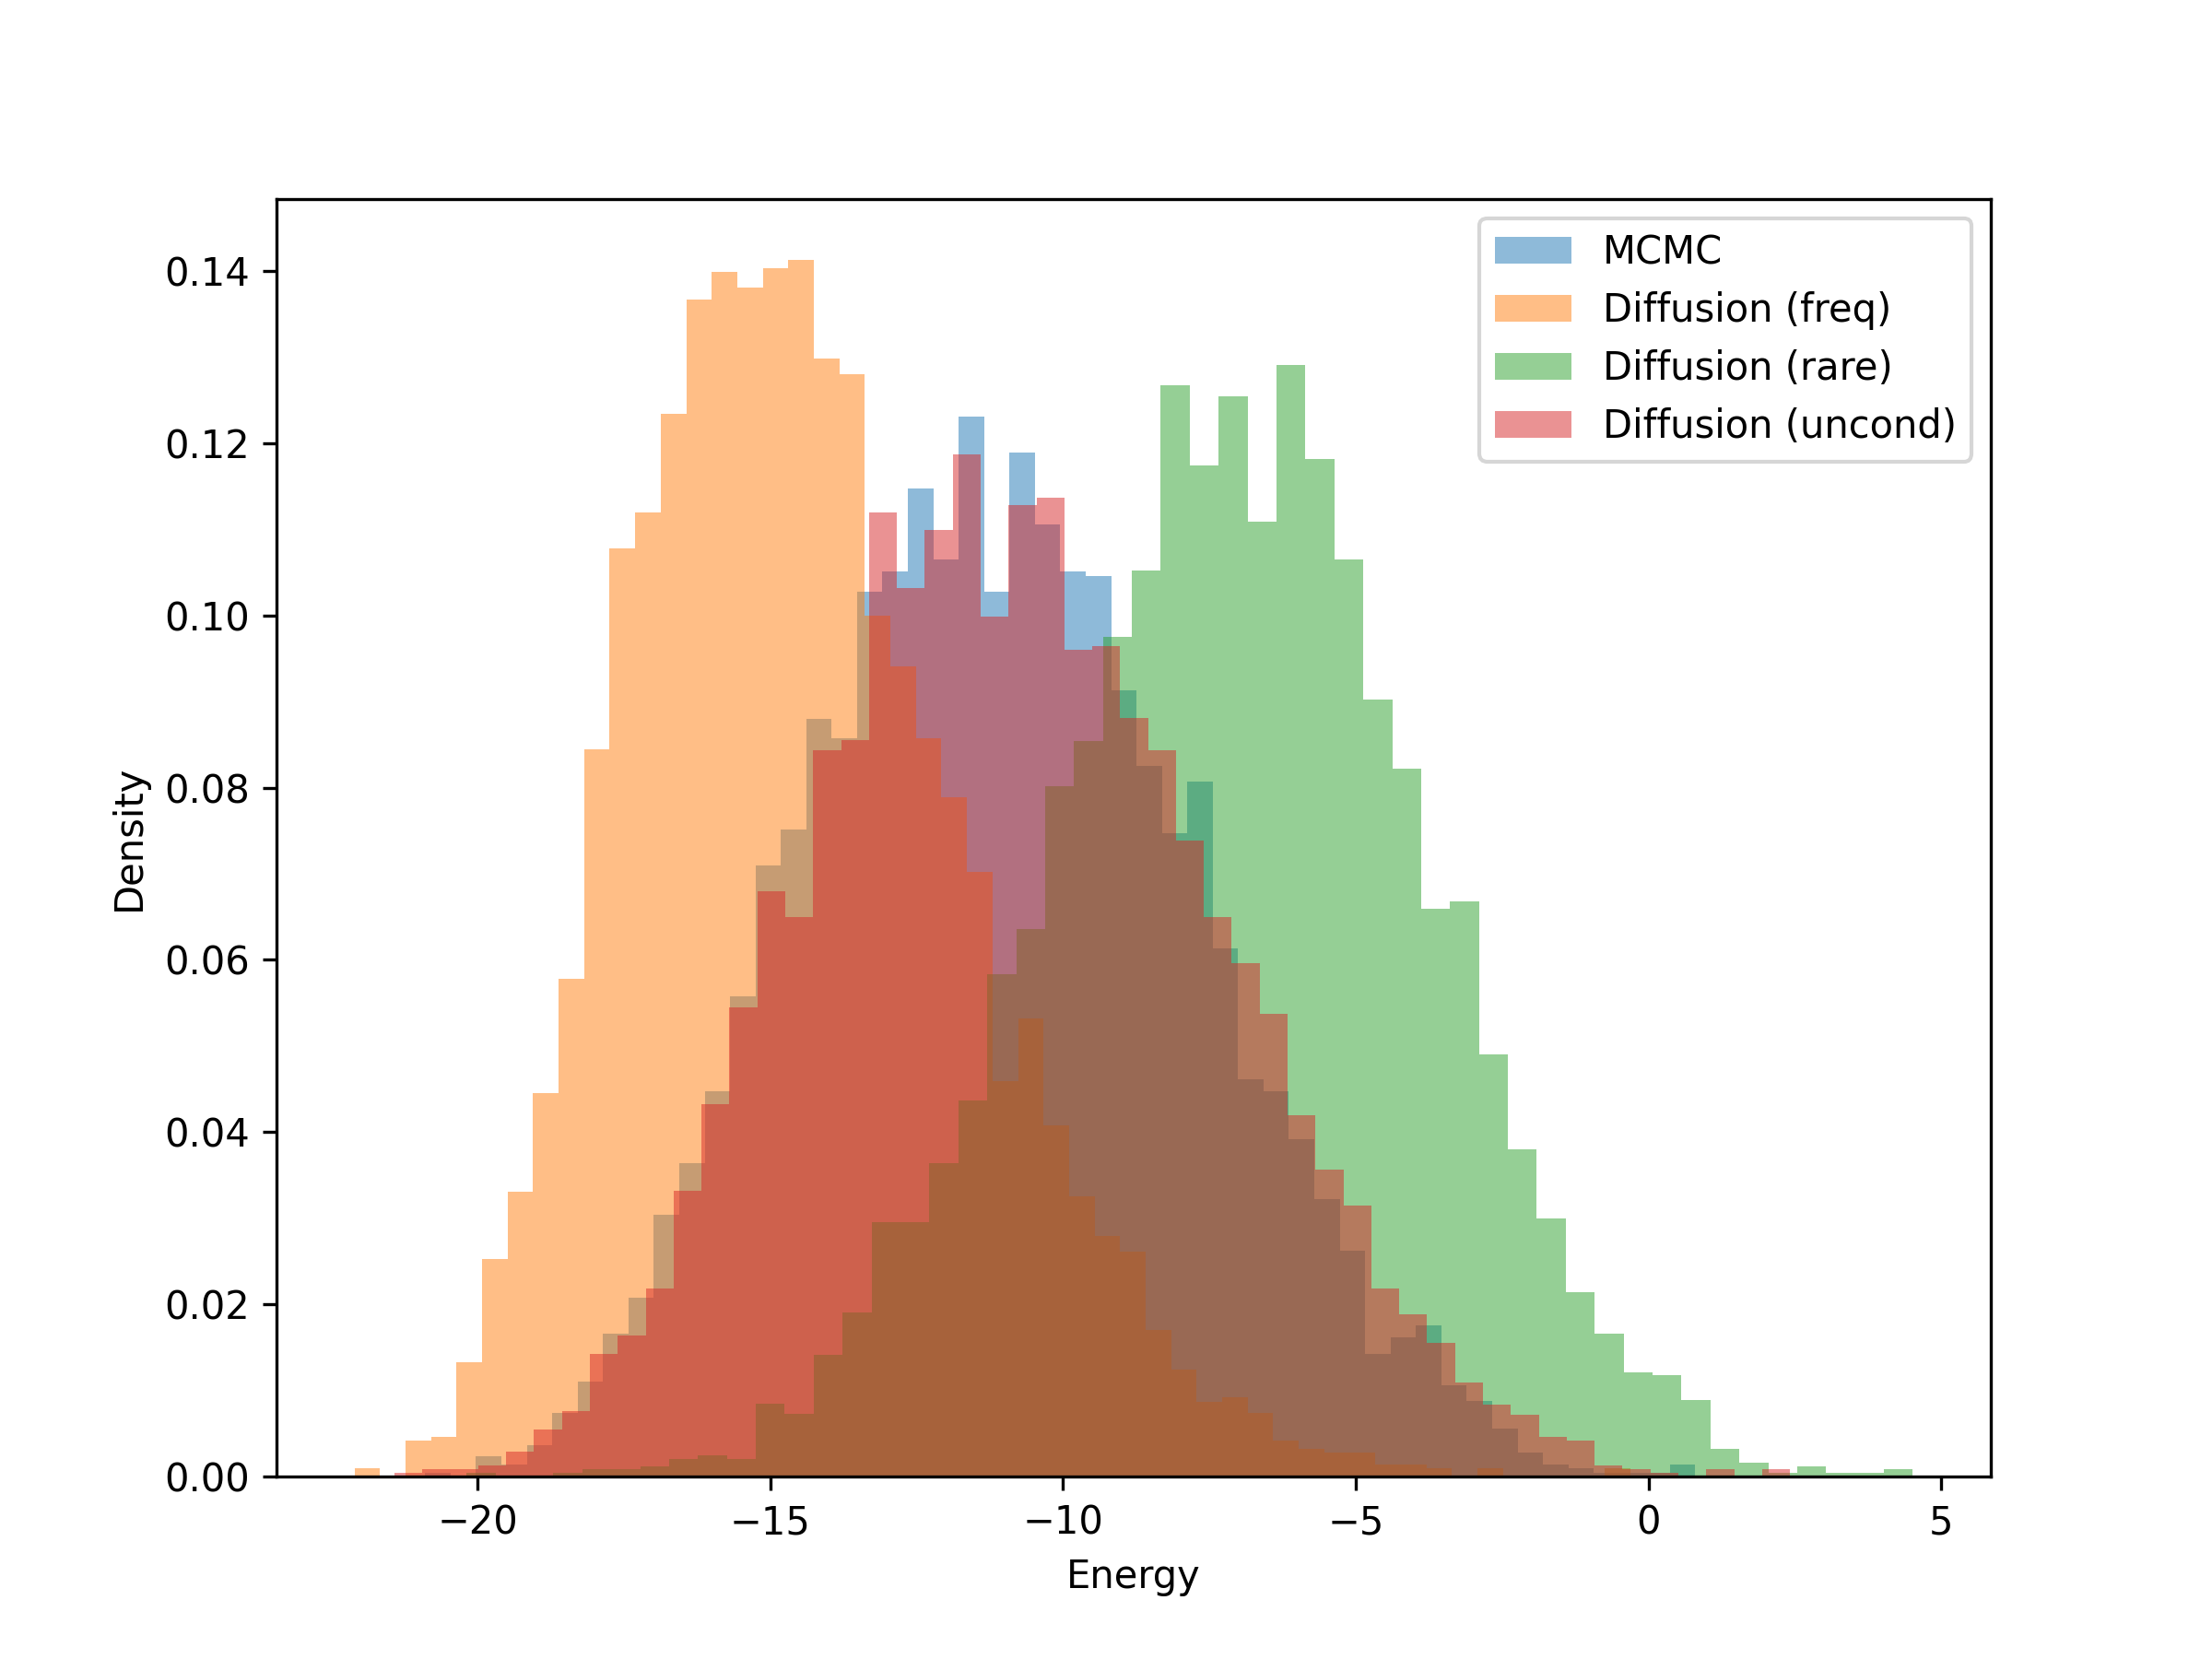 MCMC
Diffusion (freq)
Diffusion (rare)
Diffusion (uncond)
0.14
0.12
0.10
0.08
0.06
0.04
0.02
0.00
Density
−20 −15 −10 −5 0 5
Energy